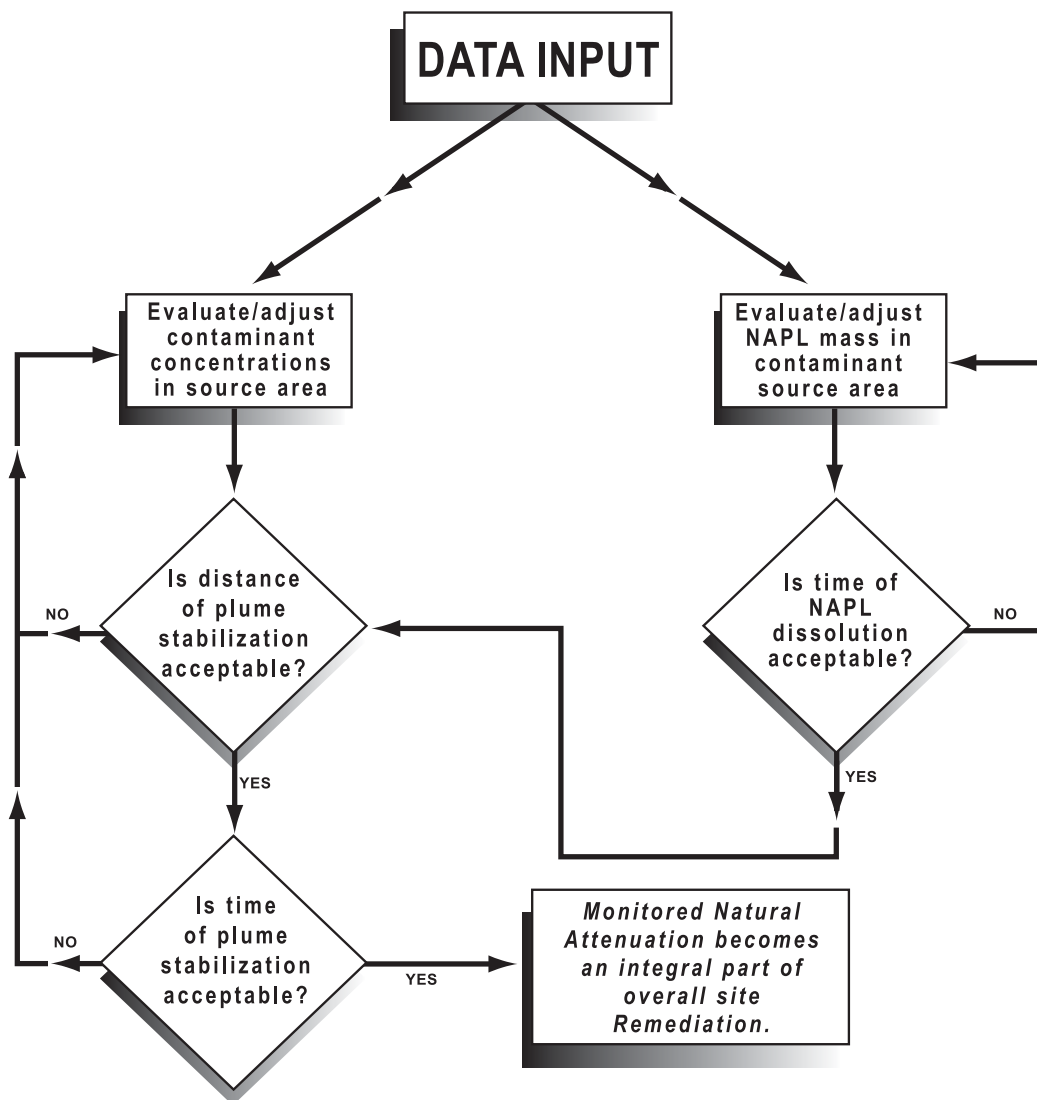 DATA INPUT
Evaluate/adjust
contaminant
concentrations
in source area
Evaluate/adjust
NAPL mass in
contaminant
source area
Is distance
of plume
stabilization
acceptable?
NO
YES
Is time of
NAPL
dissolution
acceptable?
NO
YES
Is time
of plume
stabilization
acceptable?
NO
YES
Monitored Natural
Attenuation becomes
an integral part of
overall site
Remediation.